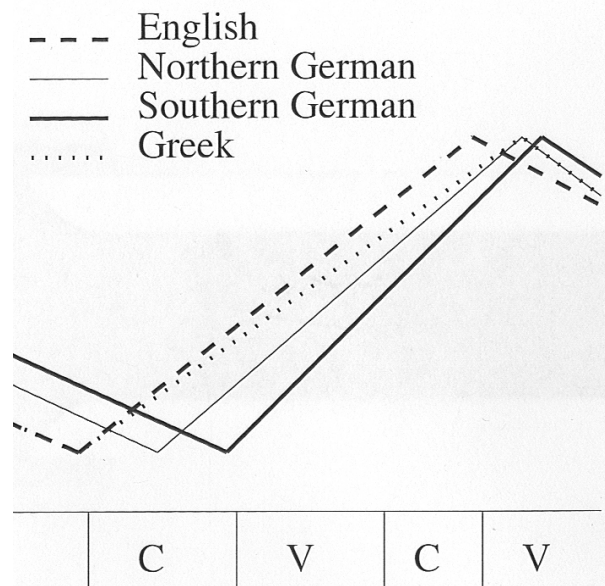 English
Northern German
Southern German
Greek
C V C V